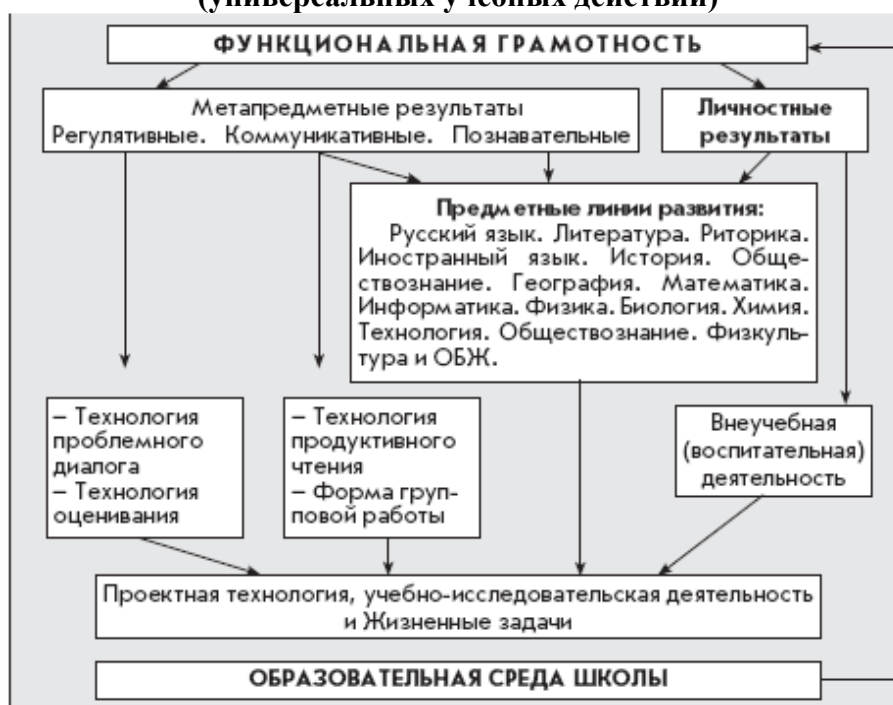 (универсальных учебных действий)
ФУНКЦИОНАЛЬНАЯ ГРАМОТНОСТЬ
Метапредметные результаты
Регулятивные. Коммуникативные. Познавательные
Личностные
результаты
Предметные линии развития:
Русский язык. Литература. Риторика.
Иностранный язык. История. Обще-
ствознание. География. Математика.
Информатика. Физика. Биология. Химия.
Технология. Обществознание. Физкуль-
тура и ОБЖ.
– Технология
проблемного
диалога
– Технология
оценивания
– Технология
продуктивного
чтения
– Форма груп-
повой работы
Внеучебная
(воспитательная)
деятельность
Проектная технология, учебно-исследовательская деятельность
и Жизненные задачи
ОБРАЗОВАТЕЛЬНАЯ СРЕДА ШКОЛЫ